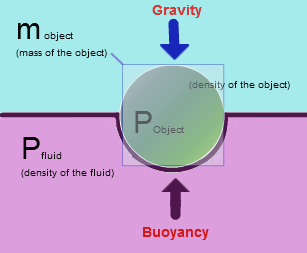 Gravity
m object
(mass of the object)
(density of the object)
P Object
P fluid
(density of the fluid)
Buoyancy